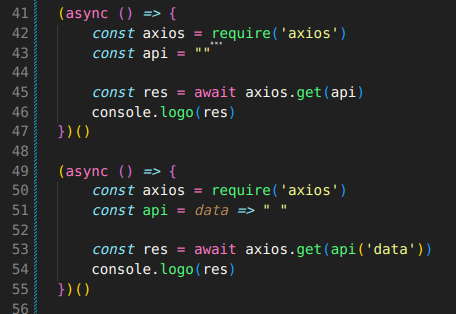 41 (async () => {
42 const axios = require('axios')
43 const api = ""
44
45 const res = await axios.get(api)
46 console.logo(res)
47 })()
48
49 (async () => {
50 const axios = require('axios')
51 const api = data => " "
52
53 const res = await axios.get(api('data'))
54 console.logo(res)
55 })()
56